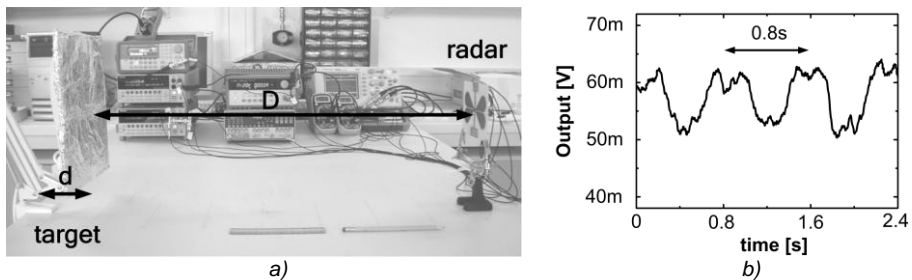 radar
D
d
target
a)
70m
60m
50m
40m
Output [V]
0.8s
0
0.8
1.6
2.4
time [s]
b)